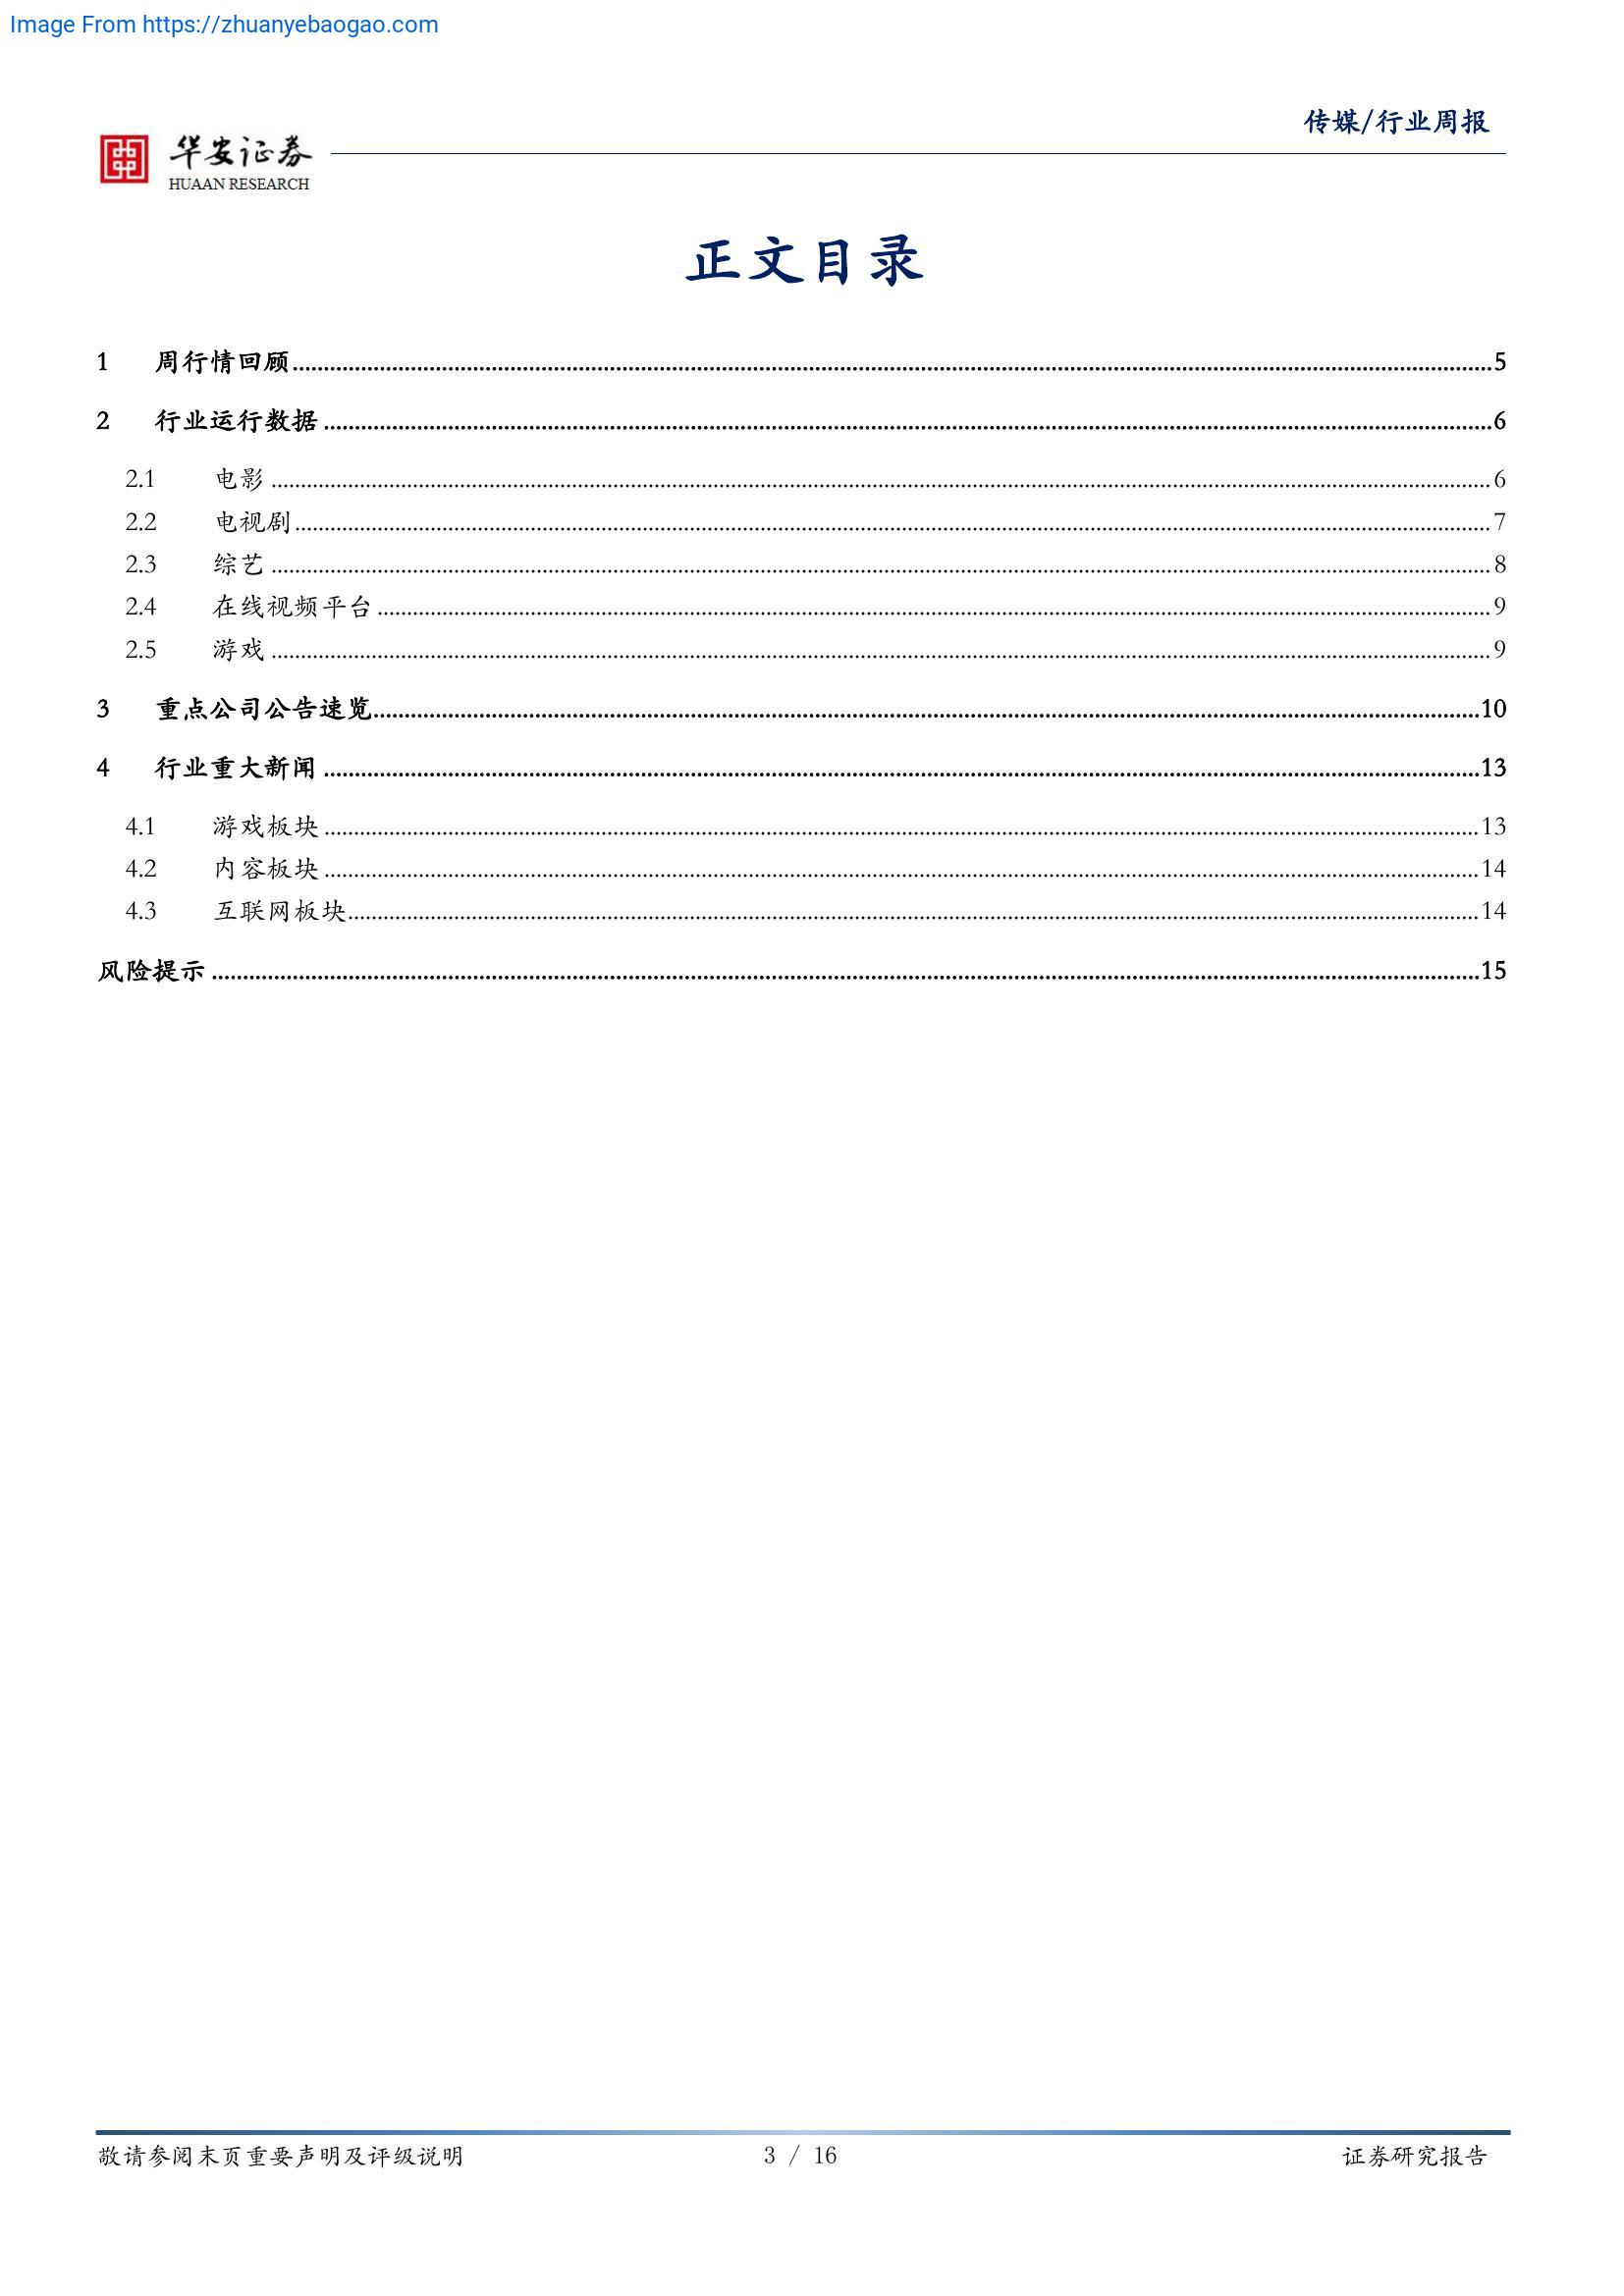 Image From https://zhuanyebaogao.com
传媒/行业周报
华安证券
HUAAN RESEARCH
正文目录
1 周行情回顾 5
2 行业运行数据 6
2.1 电影 6
2.2 电视剧 7
2.3 综艺 8
2.4 在线视频平台 9
2.5 游戏 9
3 重点公司公告速览 10
4 行业重大新闻 13
4.1 游戏板块 13
4.2 内容板块 14
4.3 互联网板块 14
风险提示 15
敬请参阅末页重要声明及评级说明 3 / 16 证券研究报告